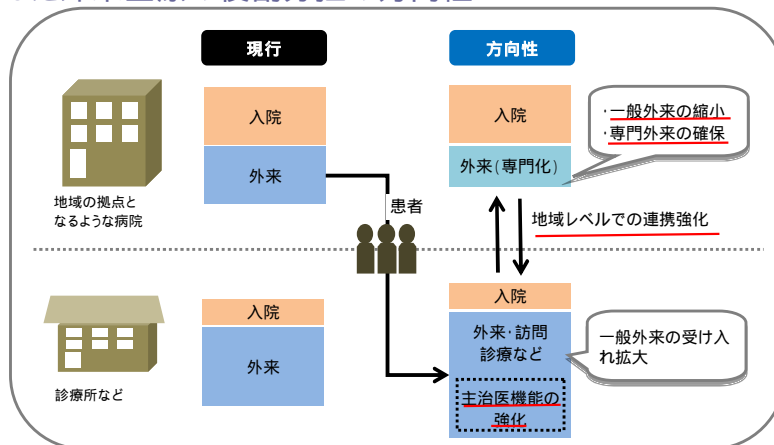 現行
方向性
入院
外来
地域の拠点と
なるような病院
入院
外来(専門化)
・一般外来の縮小
・専門外来の確保
患者
地域レベルでの連携強化
入院
外来
診療所など
入院
外来・訪問
診療など
主治医機能の
強化
一般外来の受け入
れ拡大